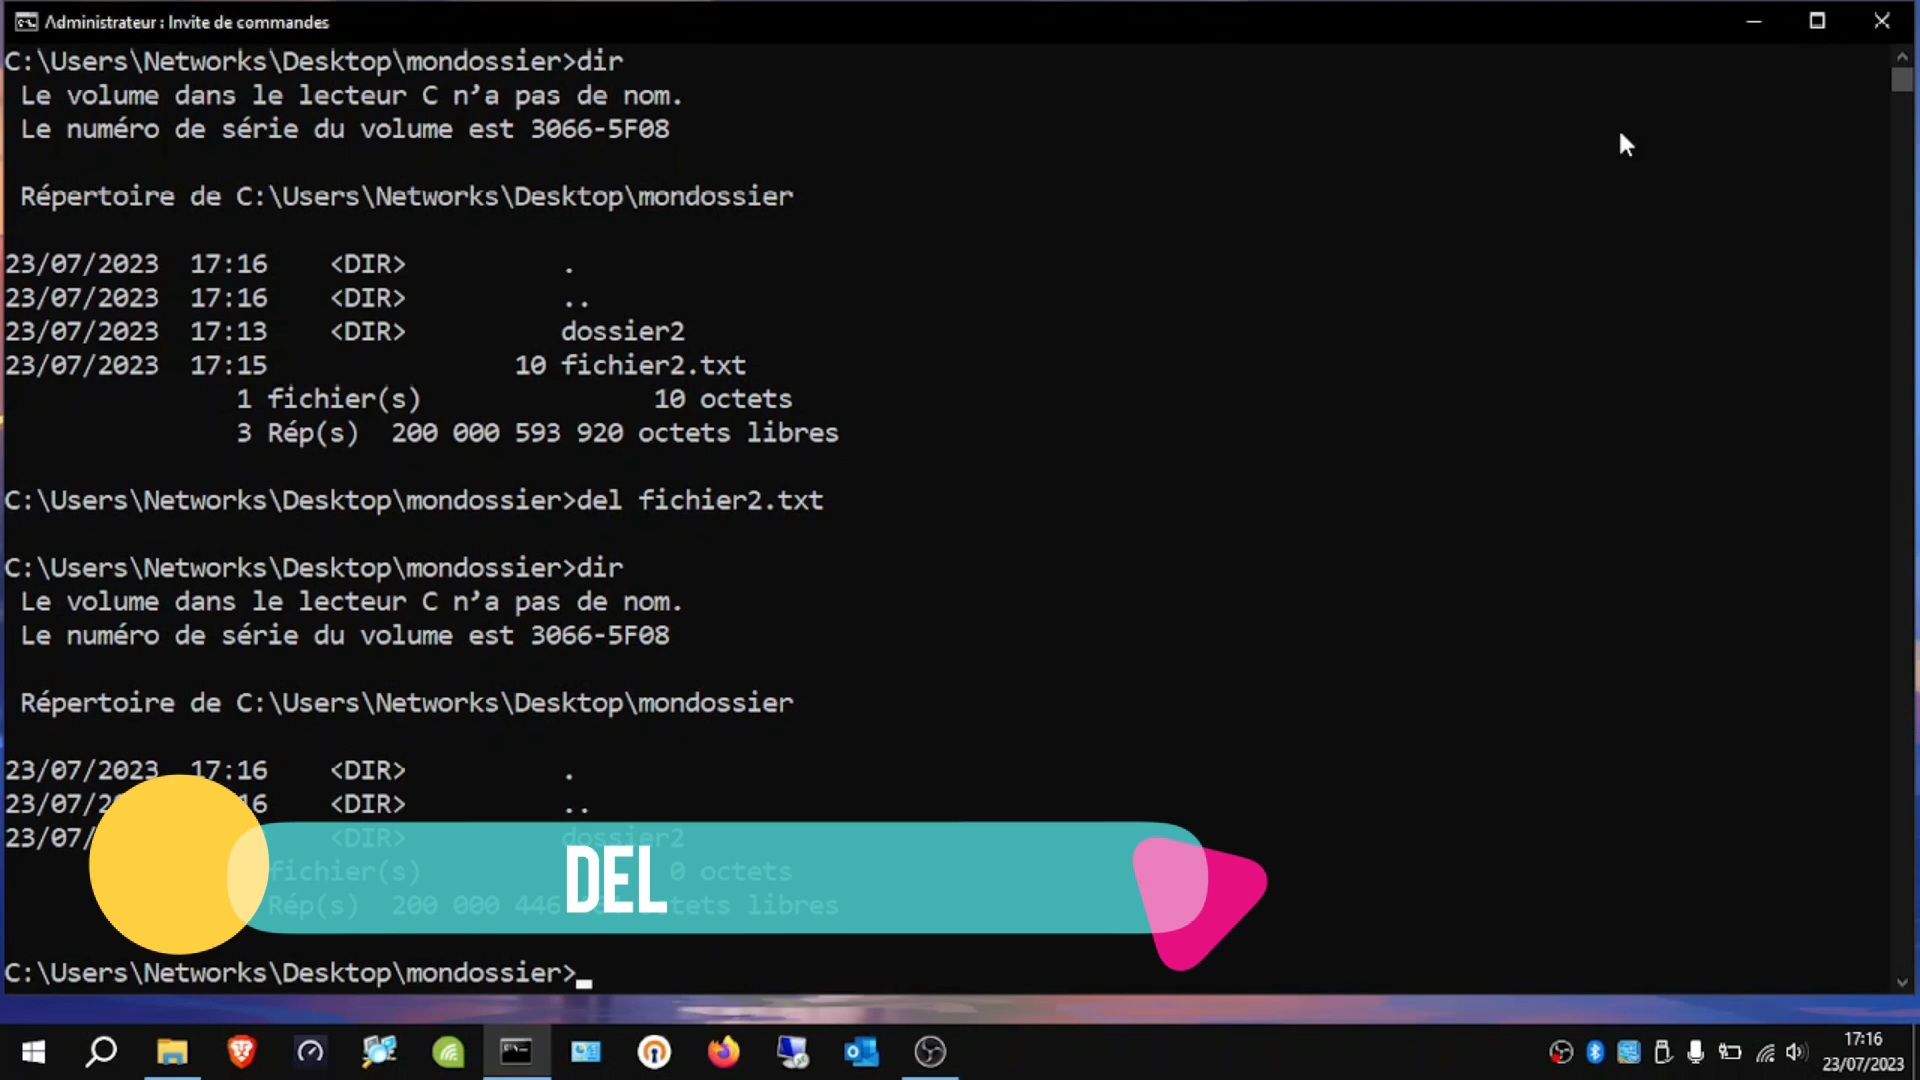 Administrateur : Invite de commandes
C:\Users\Networks\Desktop\mondossier>dir
Le volume dans le lecteur C n’a pas de nom.
Le numéro de série du volume est 3066-5F08
Répertoire de C:\Users\Networks\Desktop\mondossier
23/07/2023 17:16 <DIR> .
23/07/2023 17:16 <DIR> ..
23/07/2023 17:13 <DIR> dossier2
23/07/2023 17:15 10 fichier2.txt
1 fichier(s) 10 octets
3 Rép(s) 200 000 593 920 octets libres
C:\Users\Networks\Desktop\mondossier>del fichier2.txt
C:\Users\Networks\Desktop\mondossier>dir
Le volume dans le lecteur C n’a pas de nom.
Le numéro de série du volume est 3066-5F08
Répertoire de C:\Users\Networks\Desktop\mondossier
23/07/2023 17:16 <DIR> .
23/07/2 16 <DIR> ..
23/07/ <DIR> dossier2
fichier(s) 0 octets
Rép(s) 200 000 446 octets libres
DEL
C:\Users\Networks\Desktop\mondossier>
17:16
23/07/2023